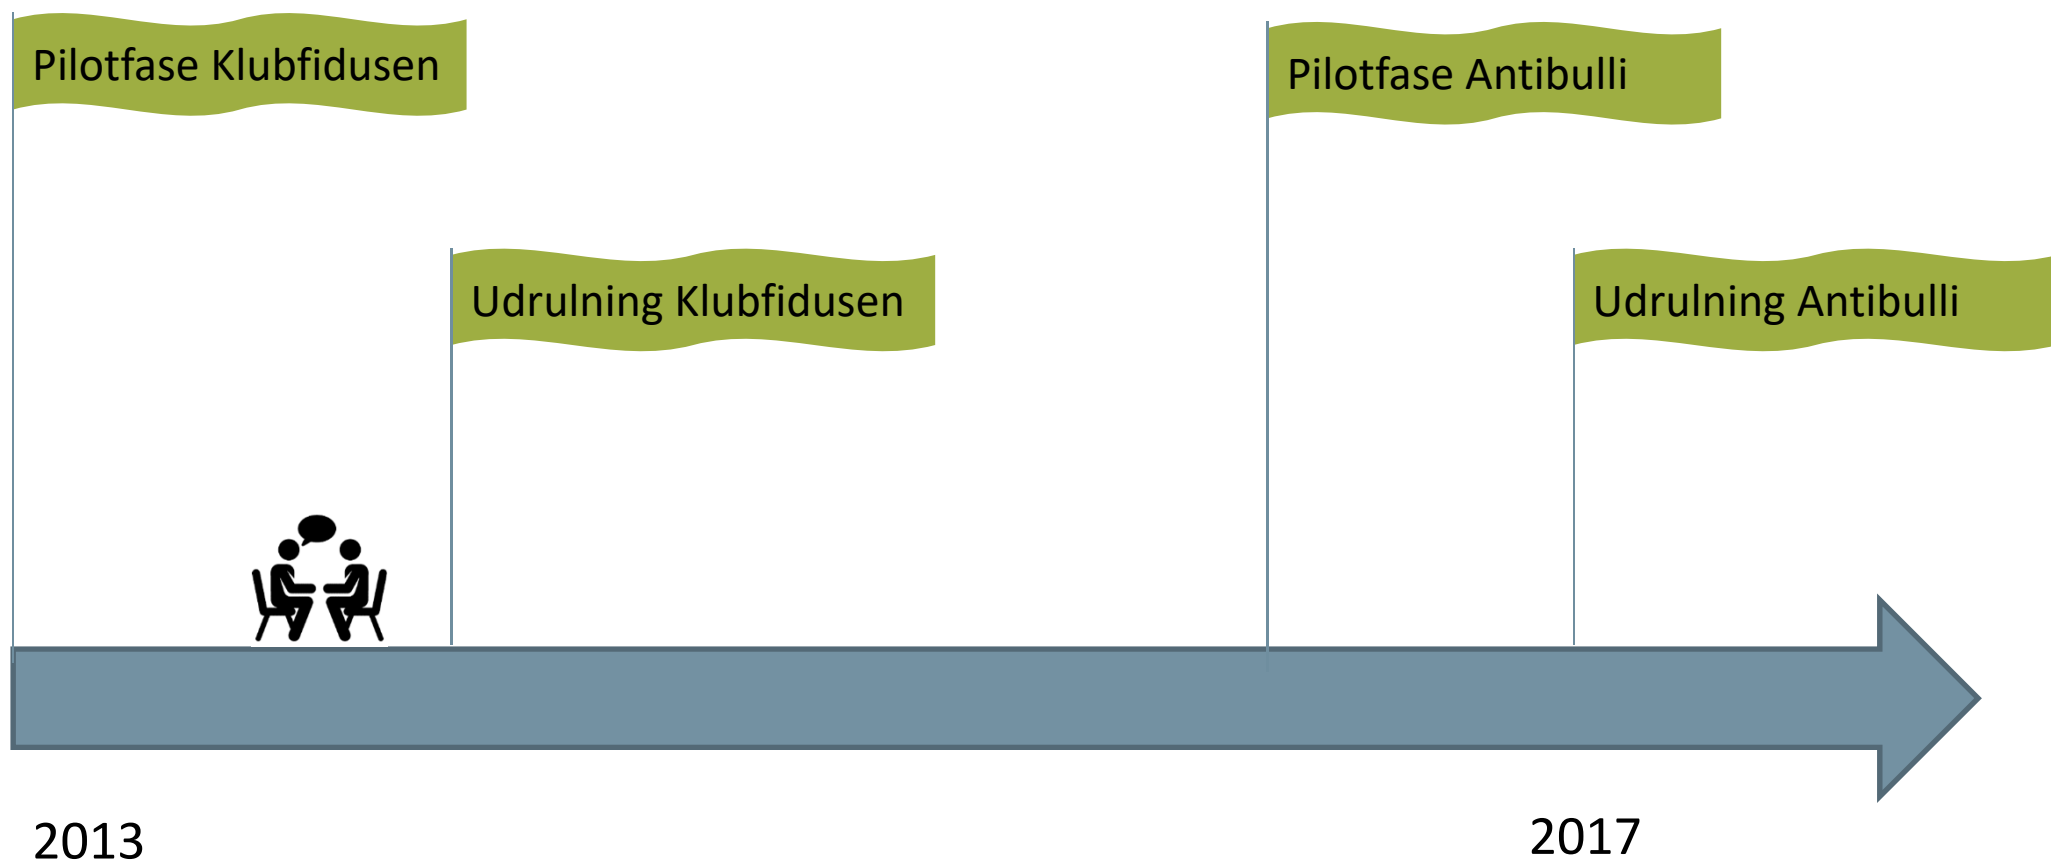 Pilotfase Klubfidusen
Pilotfase Antibulli
Udrulning Klubfidusen
Udrulning Antibulli
2013
2017